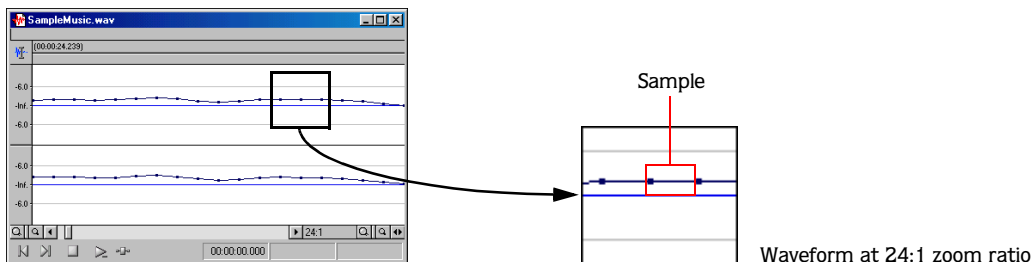 SampleMusic.wav
(00:00:24.239)
-6.0
-Inf.
-6.0
-6.0
-Inf.
-6.0
24:1
00:00:00.000
Sample
Waveform at 24:1 zoom ratio